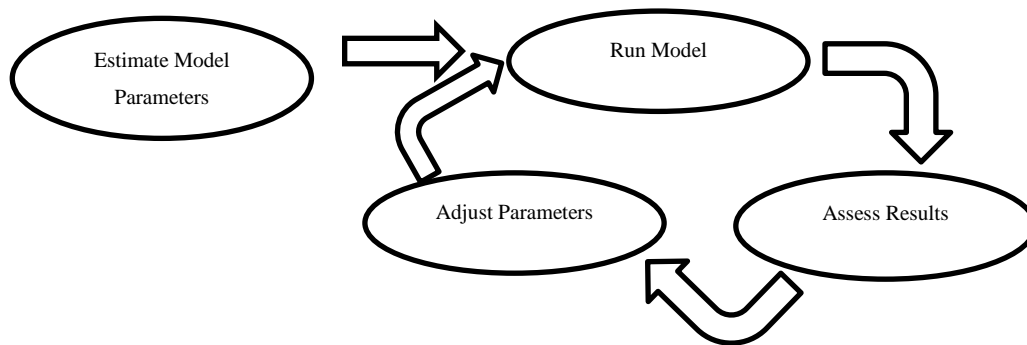 Estimate Model
Parameters
Run Model
Adjust Parameters
Assess Results